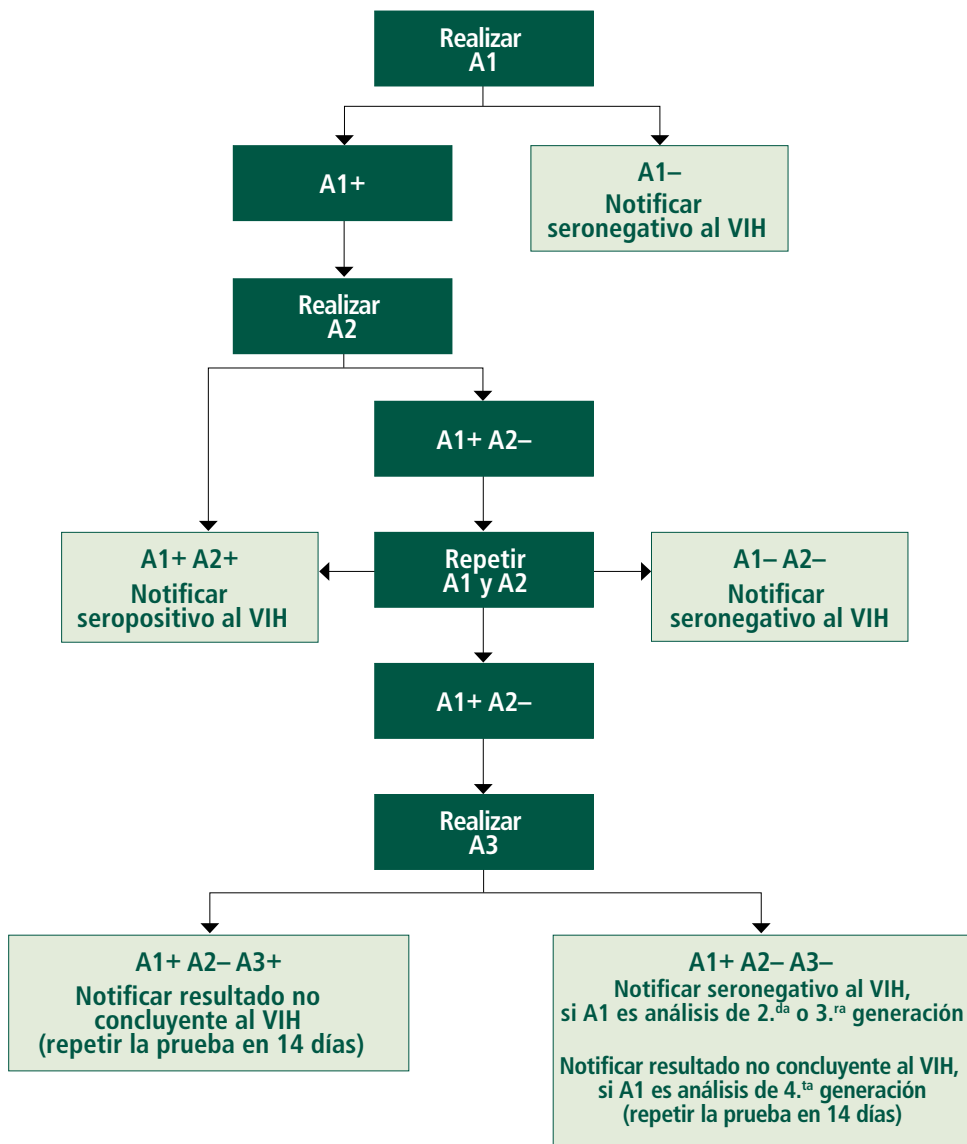 Realizar
A1
A1+
A1–
Notificar
seronegativo al VIH
Realizar
A2
A1+ A2–
A1+ A2+
Notificar
seropositivo al VIH
Repetir
A1 y A2
A1– A2–
Notificar
seronegativo al VIH
A1+ A2–
Realizar
A3
A1+ A2– A3+
Notificar resultado no
concluyente al VIH
(repetir la prueba en 14 días)
A1+ A2– A3–
Notificar seronegativo al VIH,
si A1 es análisis de 2.da o 3.ra generación
Notificar resultado no concluyente al VIH,
si A1 es análisis de 4.ta generación
(repetir la prueba en 14 días)